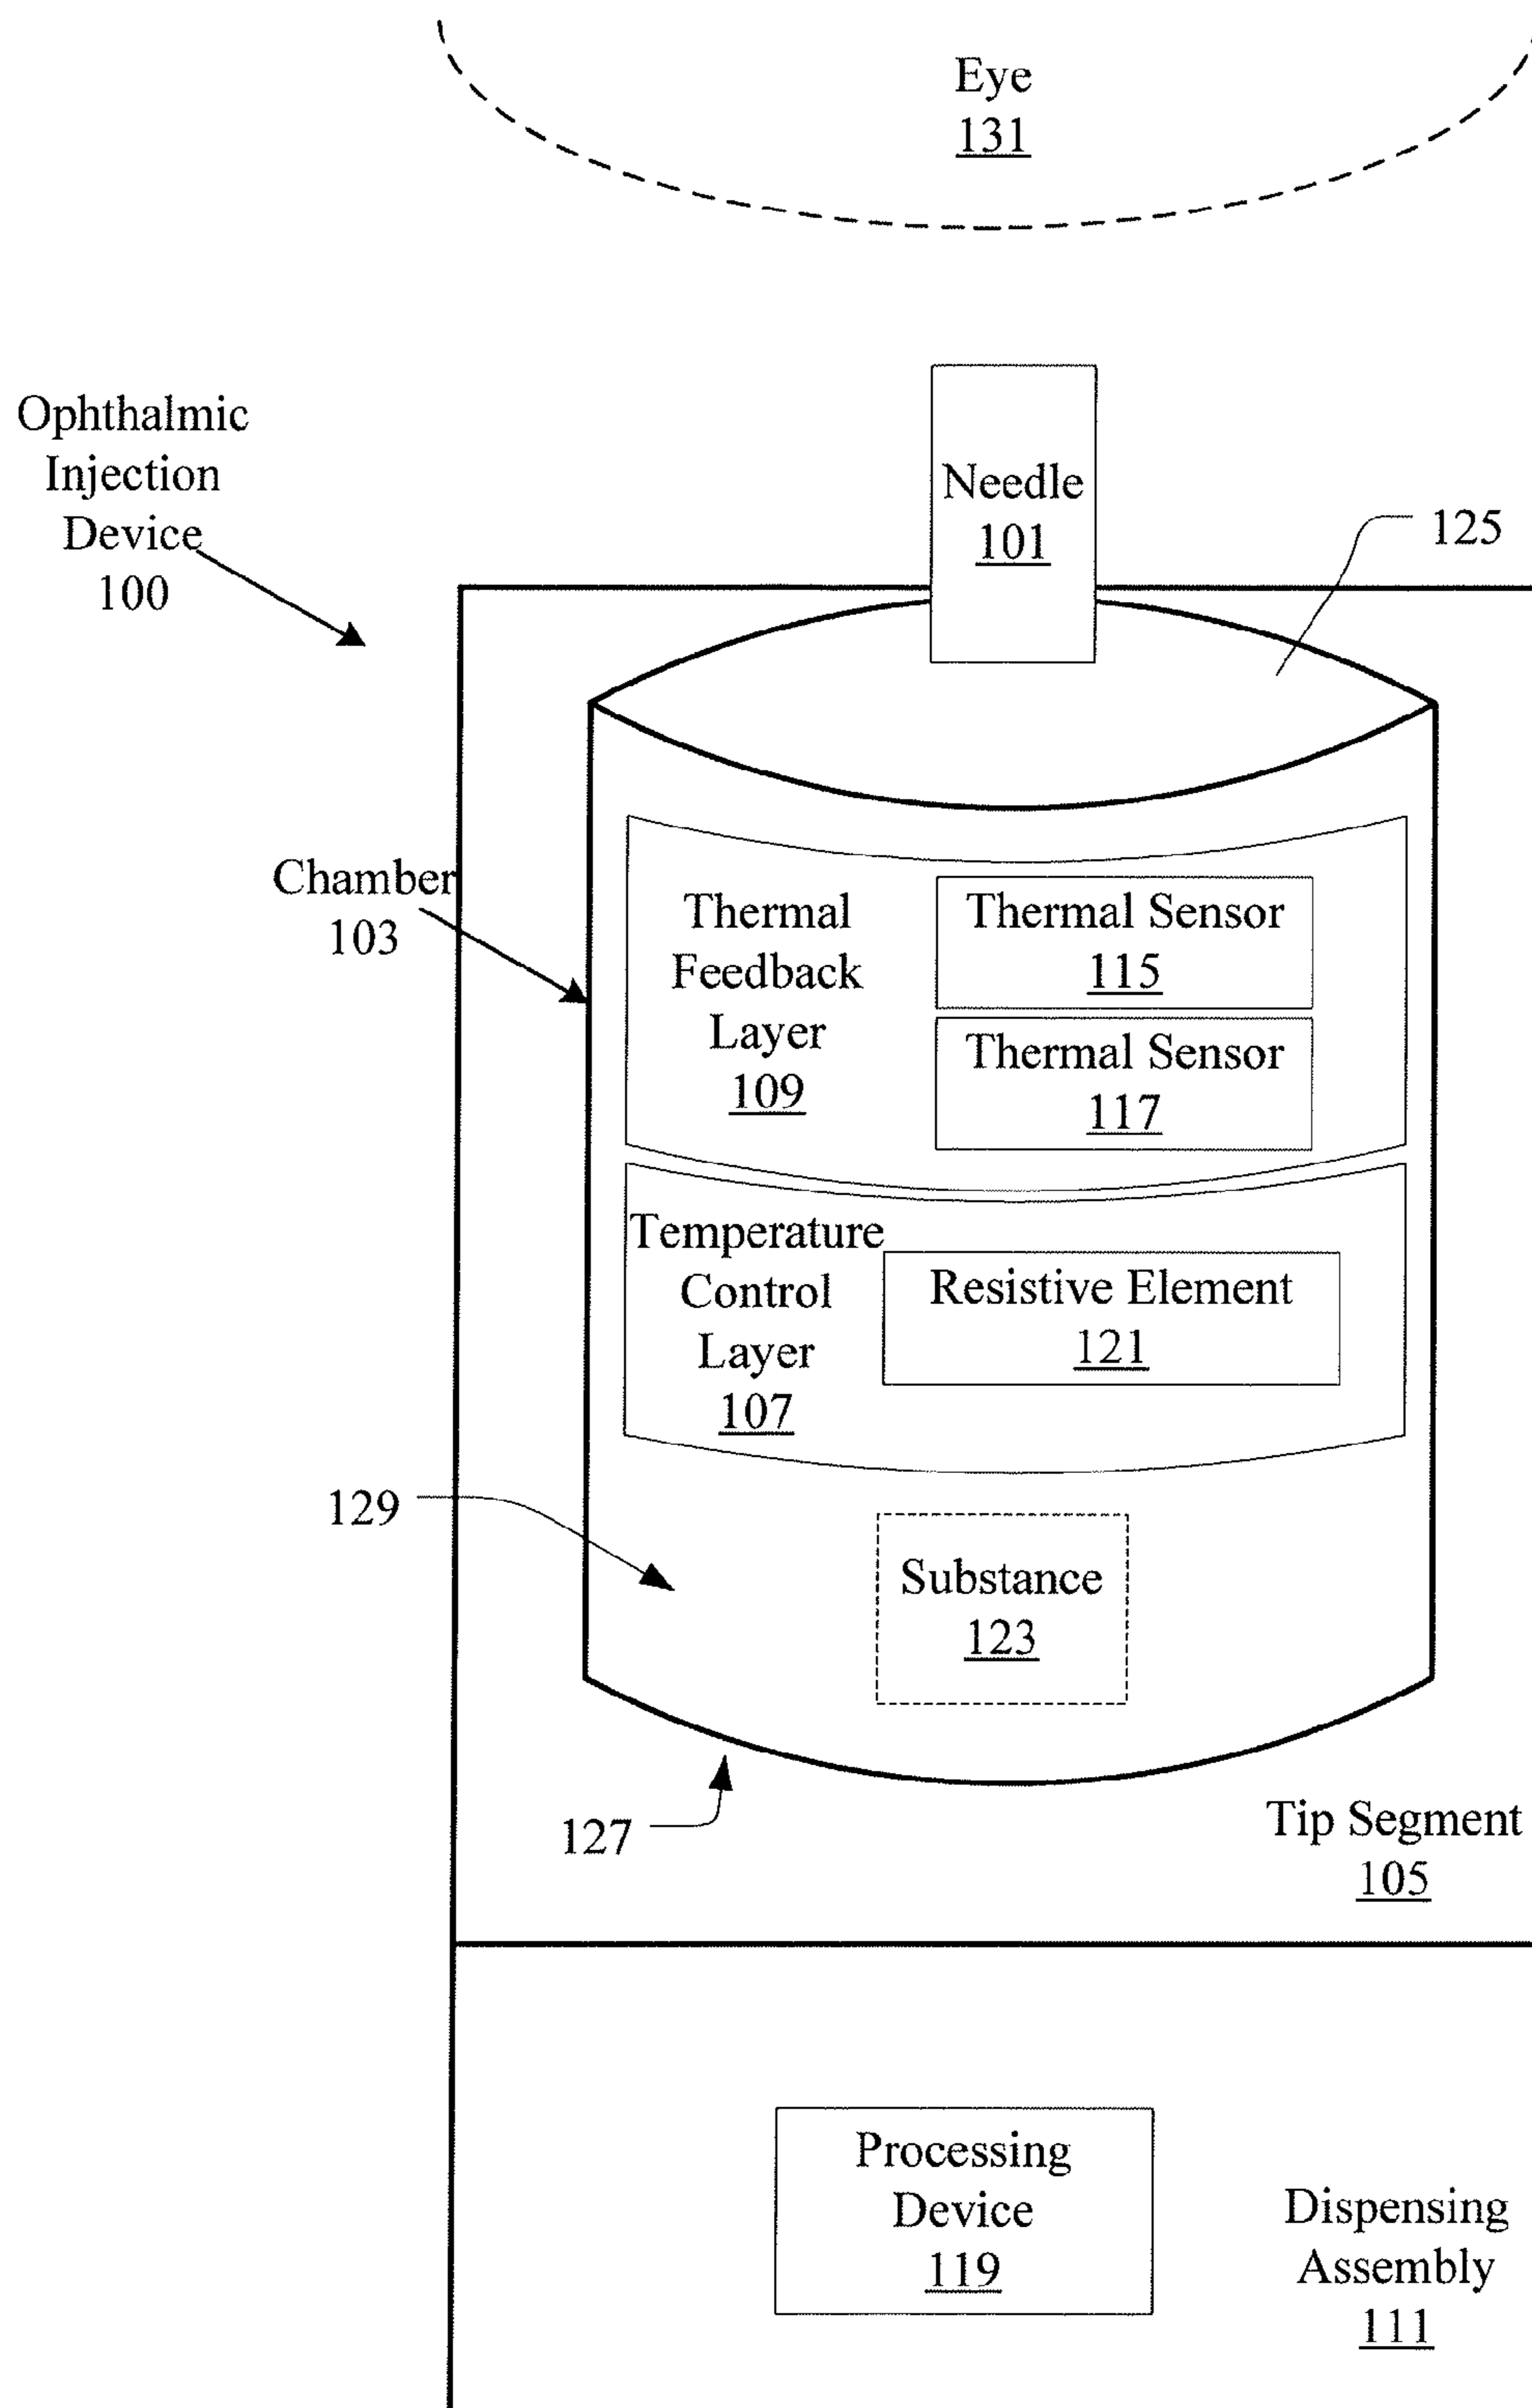 Eye
131
Ophthalmic
Injection
Device
100
Needle
101
125
Chamber
103
Thermal
Feedback
Layer
109
Thermal Sensor
115
Thermal Sensor
117
Temperature
Control
Layer
107
Resistive Element
121
129
Substance
123
127
Tip Segment
105
Processing
Device
119
Dispensing
Assembly
111